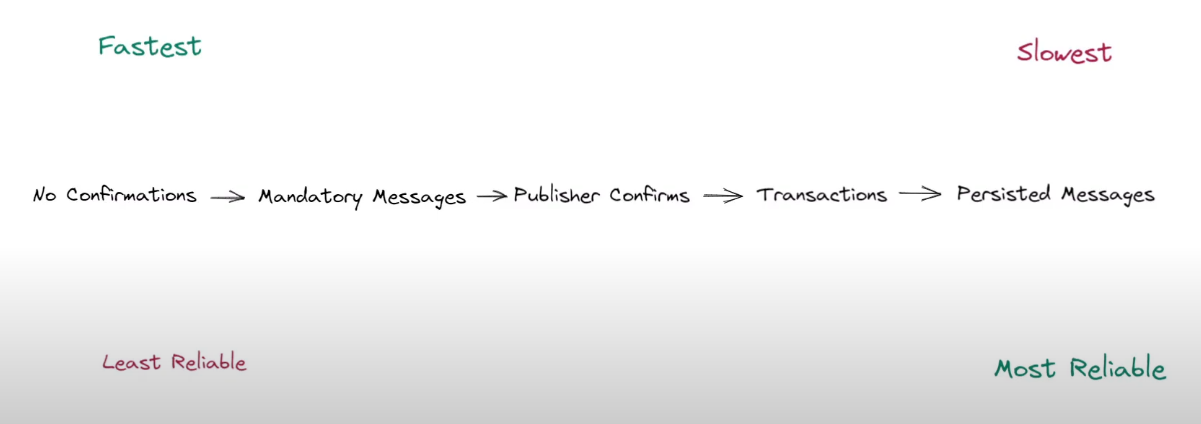 Fastest Slowest
No Confirmations → Mandatory Messages → Publisher Confirms → Transactions → Persisted Messages
Least Reliable Most Reliable